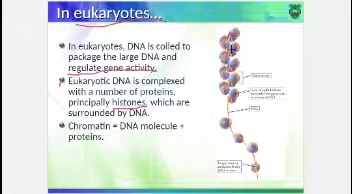 In eukaryotes...
In eukaryotes, DNA is coiled to
package the large DNA and
regulate gene activity.
Eukaryotic DNA is complexed
with a number of proteins,
principally histones, which are
surrounded by DNA.
Chromatin = DNA molecule +
proteins.